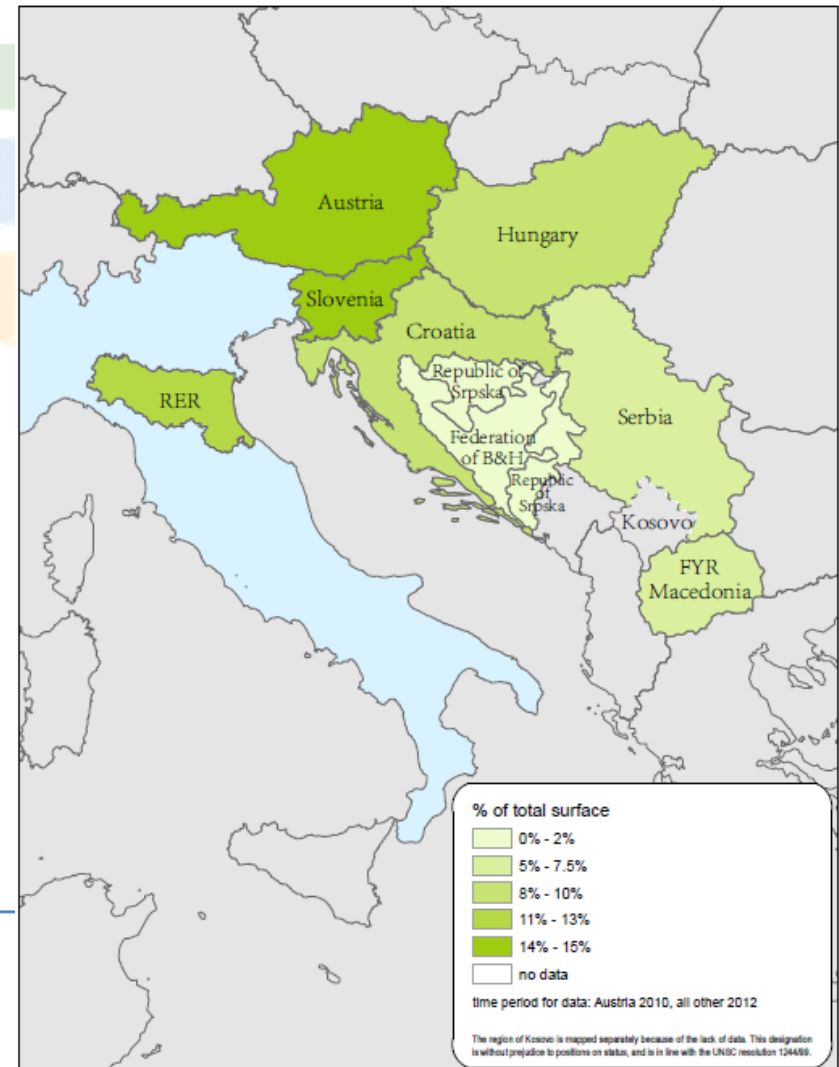 Austria
Hungary
Slovenia
Croatia
RER
Republic of
Srpska
Serbia
Federation
of B&H
Republic
of
Srpska
Kosovo
FYR
Macedonia
% of total surface
0% - 2%
5% - 7.5%
8% - 10%
11% - 13%
14% - 15%
no data
time period for data: Austria 2010, all other 2012
The region of Kosovo is mapped separately because of the lack of data. This designation
is without prejudice to positions on status, and is in line with the UNSC resolution 1244/99.